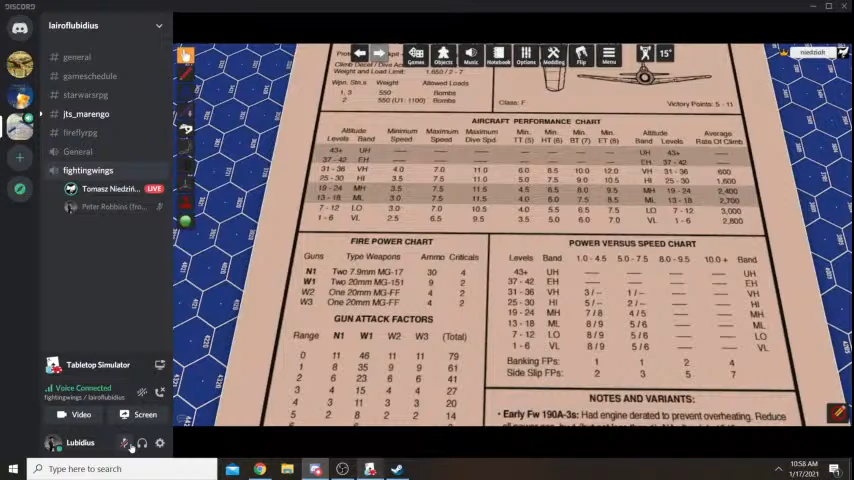 DISCORD
lairoflubidius
general
gameschedule
starwarsrpg
jts_marengo
fireflyrpg
General
fightingwings
Tomasz Niedziń... LIVE
Peter Robbins (fro...
Tabletop Simulator
Voice Connected
fightingwings / lairoflubidius
Video Screen
Lubidius
Games Objects Music Notebook Options Modding Flip Menu 15°
niedziak
Weight and Load Limit: 1,650 / 2 - 7
Wpn. Stn.s Weight Allowed Loads
1, 3 550 Bombs
2 550 (U1- 1100) Bombs
Class: F
Victory Points: 5 - 11
AIRCRAFT PERFORMANCE CHART
Altitude Minimum Maximum Maximum Min. Min. Min. Min. Altitude Average
Levels Band Speed Speed Dive Spd. TT (5) HT (6) BT (7) ET (8) Band Levels Rate Of Climb
43+ UH — — — — — — — UH 43+ —
37 - 42 EH — — — — — — — EH 37 - 42 —
31 - 36 VH 4.0 7.0 11.0 6.0 8.5 10.0 12.0 VH 31 - 36 600
25 - 30 HI 3.5 7.5 11.0 5.0 7.5 9.0 10.5 HI 25 - 30 1,600
19 - 24 MH 3.5 7.5 11.5 4.5 6.5 8.0 9.5 MH 19 - 24 2,400
13 - 18 ML 3.0 7.5 11.5 4.0 6.0 7.5 8.5 ML 13 - 18 2,700
7 - 12 LO 3.0 7.0 10.5 4.0 5.5 6.5 7.5 LO 7 - 12 3,000
1 - 6 VL 2.5 6.5 9.5 3.5 5.0 6.0 7.0 VL 1 - 6 2,800
FIRE POWER CHART
Guns Type Weapons Ammo Criticals
N1 Two 7.9mm MG-17 30 4
W1 Two 20mm MG-151 9 2
W2 One 20mm MG-FF 4 2
W3 One 20mm MG-FF 4 2
GUN ATTACK FACTORS
Range N1 W1 W2 W3 (Total)
0 11 46 11 11 79
1 8 35 9 9 61
2 6 23 6 6 41
3 4 15 4 4 27
4 3 11 3 3 20
5 2 8 2 2 14
POWER VERSUS SPEED CHART
Levels Band 1.0 - 4.5 5.0 - 7.5 8.0 - 9.5 10.0 + Band
43+ UH — — — — UH
37 - 42 EH — — — — EH
31 - 36 VH 3 / – 1 / – — — VH
25 - 30 HI 5 / – 2 / – — — HI
19 - 24 MH 7 / 8 4 / 5 — — MH
13 - 18 ML 8 / 9 5 / 6 — — ML
7 - 12 LO 8 / 9 5 / 6 — — LO
1 - 6 VL 8 / 9 5 / 6 — — VL
Banking FPs: 1 1 2 4
Side Slip FPs: 2 3 5 7
NOTES AND VARIANTS:
• Early Fw 190A-3s: Had engine derated to prevent overheating. Reduce
Type here to search
10:58 AM
1/17/2021